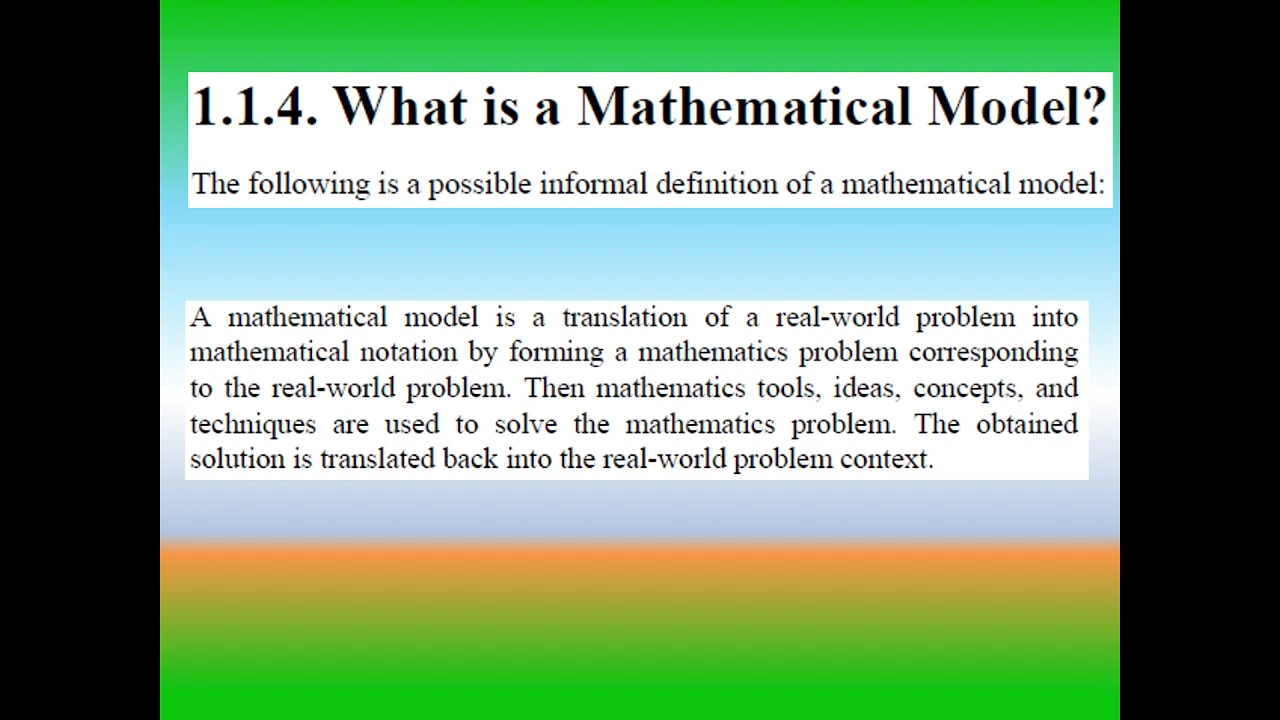 1.1.4. What is a Mathematical Model?
The following is a possible informal definition of a mathematical model:
A mathematical model is a translation of a real-world problem into
mathematical notation by forming a mathematics problem corresponding
to the real-world problem. Then mathematics tools, ideas, concepts, and
techniques are used to solve the mathematics problem. The obtained
solution is translated back into the real-world problem context.